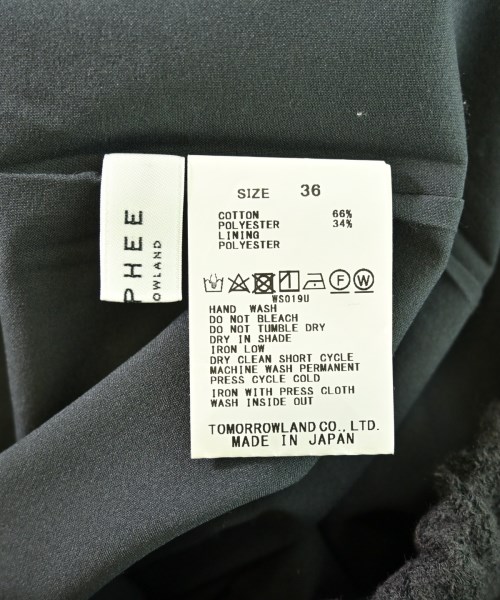 PHEE
OWLAND
SIZE 36
COTTON 66%
POLYESTER 34%
LINING
POLYESTER
WS019U
HAND WASH
DO NOT BLEACH
DO NOT TUMBLE DRY
DRY IN SHADE
IRON LOW
DRY CLEAN SHORT CYCLE
MACHINE WASH PERMANENT
PRESS CYCLE COLD
IRON WITH PRESS CLOTH
WASH INSIDE OUT
TOMORROWLAND CO., LTD.
MADE IN JAPAN